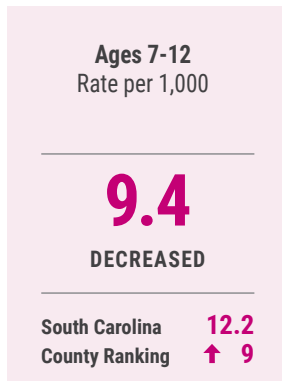 Ages 7-12
Rate per 1,000
9.4
DECREASED
South Carolina 12.2
County Ranking 9